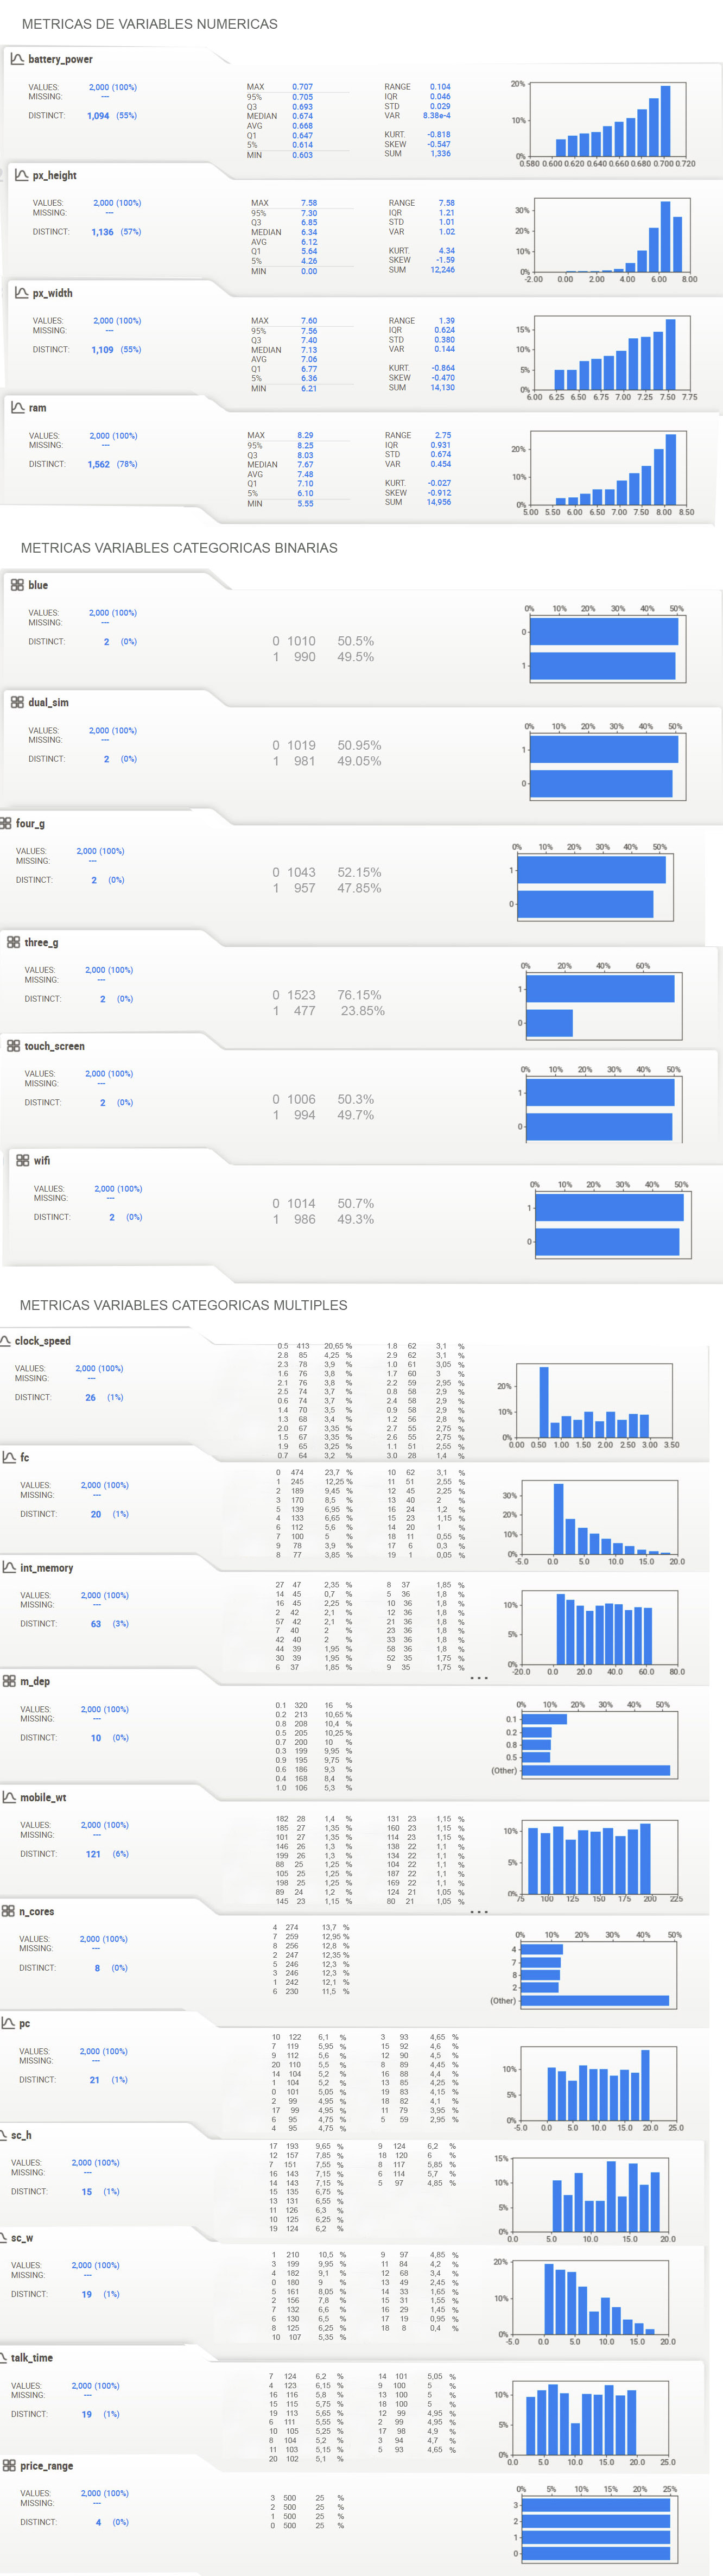 METRICAS DE VARIABLES NUMERICAS
battery_power
VALUES: 2,000 (100%)
MISSING: ---
DISTINCT: 1,094 (55%)
MAX 0.707
95% 0.705
Q3 0.693
MEDIAN 0.674
AVG 0.668
Q1 0.647
5% 0.614
MIN 0.603
RANGE 0.104
IQR 0.046
STD 0.029
VAR 8.38e-4
KURT. -0.818
SKEW -0.547
SUM 1,336
20%
10%
0%
0.580 0.600 0.620 0.640 0.660 0.680 0.700 0.720
px_height
VALUES: 2,000 (100%)
MISSING: ---
DISTINCT: 1,136 (57%)
MAX 7.58
95% 7.30
Q3 6.85
MEDIAN 6.34
AVG 6.12
Q1 5.64
5% 4.26
MIN 0.00
RANGE 7.58
IQR 1.21
STD 1.01
VAR 1.02
KURT. 4.34
SKEW -1.59
SUM 12,246
30%
20%
10%
0%
-2.00 0.00 2.00 4.00 6.00 8.00
px_width
VALUES: 2,000 (100%)
MISSING: ---
DISTINCT: 1,109 (55%)
MAX 7.60
95% 7.56
Q3 7.40
MEDIAN 7.13
AVG 7.06
Q1 6.77
5% 6.36
MIN 6.21
RANGE 1.39
IQR 0.624
STD 0.380
VAR 0.144
KURT. -0.864
SKEW -0.470
SUM 14,130
15%
10%
5%
0%
6.00 6.25 6.50 6.75 7.00 7.25 7.50 7.75
ram
VALUES: 2,000 (100%)
MISSING: ---
DISTINCT: 1,562 (78%)
MAX 8.29
95% 8.25
Q3 8.03
MEDIAN 7.67
AVG 7.48
Q1 7.10
5% 6.10
MIN 5.55
RANGE 2.75
IQR 0.931
STD 0.674
VAR 0.454
KURT. -0.027
SKEW -0.912
SUM 14,956
20%
10%
0%
5.00 5.50 6.00 6.50 7.00 7.50 8.00 8.50
METRICAS VARIABLES CATEGORICAS BINARIAS
blue
VALUES: 2,000 (100%)
MISSING: ---
DISTINCT: 2 (0%)
0 1010 50.5%
1 990 49.5%
0% 10% 20% 30% 40% 50%
0
1
dual_sim
VALUES: 2,000 (100%)
MISSING: ---
DISTINCT: 2 (0%)
0 1019 50.95%
1 981 49.05%
0% 10% 20% 30% 40% 50%
1
0
four_g
VALUES: 2,000 (100%)
MISSING: ---
DISTINCT: 2 (0%)
0 1043 52.15%
1 957 47.85%
0% 10% 20% 30% 40% 50%
1
0
three_g
VALUES: 2,000 (100%)
MISSING: ---
DISTINCT: 2 (0%)
0 1523 76.15%
1 477 23.85%
0% 20% 40% 60%
1
0
touch_screen
VALUES: 2,000 (100%)
MISSING: ---
DISTINCT: 2 (0%)
0 1006 50.3%
1 994 49.7%
0% 10% 20% 30% 40% 50%
1
0
wifi
VALUES: 2,000 (100%)
MISSING: ---
DISTINCT: 2 (0%)
0 1014 50.7%
1 986 49.3%
0% 10% 20% 30% 40% 50%
1
0
METRICAS VARIABLES CATEGORICAS MULTIPLES
clock_speed
VALUES: 2,000 (100%)
MISSING: ---
DISTINCT: 26 (1%)
0.5 413 20,65 % 1.8 62 3,1 %
2.8 85 4,25 % 2.9 62 3,1 %
2.3 78 3,9 % 1.0 61 3,05 %
1.6 76 3,8 % 1.7 60 3 %
2.1 76 3,8 % 2.2 59 2,95 %
2.5 74 3,7 % 0.8 58 2,9 %
0.6 74 3,7 % 2.4 58 2,9 %
1.4 70 3,5 % 0.9 58 2,9 %
1.3 68 3,4 % 1.2 56 2,8 %
2.0 67 3,35 % 2.7 55 2,75 %
1.5 67 3,35 % 2.6 55 2,75 %
1.9 65 3,25 % 1.1 51 2,55 %
0.7 64 3,2 % 3.0 28 1,4 %
20%
10%
0%
0.00 0.50 1.00 1.50 2.00 2.50 3.00 3.50
fc
VALUES: 2,000 (100%)
MISSING: ---
DISTINCT: 20 (1%)
0 474 23,7 % 10 62 3,1 %
1 245 12,25 % 11 51 2,55 %
2 189 9,45 % 12 45 2,25 %
3 170 8,5 % 13 40 2 %
5 139 6,95 % 16 24 1,2 %
4 133 6,65 % 15 23 1,15 %
6 112 5,6 % 14 20 1 %
7 100 5 % 18 11 0,55 %
9 78 3,9 % 17 6 0,3 %
8 77 3,85 % 19 1 0,05 %
30%
20%
10%
0%
-5.0 0.0 5.0 10.0 15.0 20.0
int_memory
VALUES: 2,000 (100%)
MISSING: ---
DISTINCT: 63 (3%)
27 47 2,35 % 8 37 1,85 %
14 45 0,7 % 5 36 1,8 %
16 45 2,25 % 10 36 1,8 %
2 42 2,1 % 12 36 1,8 %
57 42 2,1 % 21 36 1,8 %
7 40 2 % 23 36 1,8 %
42 40 2 % 33 36 1,8 %
44 39 1,95 % 58 36 1,8 %
30 39 1,95 % 52 35 1,75 %
6 37 1,85 % 9 35 1,75 %
...
10%
5%
0%
-20.0 0.0 20.0 40.0 60.0 80.0
m_dep
VALUES: 2,000 (100%)
MISSING: ---
DISTINCT: 10 (0%)
0.1 320 16 %
0.2 213 10,65 %
0.8 208 10,4 %
0.5 205 10,25 %
0.7 200 10 %
0.3 199 9,95 %
0.9 195 9,75 %
0.6 186 9,3 %
0.4 168 8,4 %
1.0 106 5,3 %
0% 10% 20% 30% 40% 50%
0.1
0.2
0.8
0.5
(Other)
mobile_wt
VALUES: 2,000 (100%)
MISSING: ---
DISTINCT: 121 (6%)
182 28 1,4 % 131 23 1,15 %
185 27 1,35 % 160 23 1,15 %
101 27 1,35 % 114 23 1,15 %
146 26 1,3 % 138 22 1,1 %
199 26 1,3 % 134 22 1,1 %
88 25 1,25 % 104 22 1,1 %
105 25 1,25 % 187 22 1,1 %
198 25 1,25 % 169 22 1,1 %
89 24 1,2 % 124 21 1,05 %
145 23 1,15 % 80 21 1,05 %
...
10%
5%
0%
75 100 125 150 175 200 225
n_cores
VALUES: 2,000 (100%)
MISSING: ---
DISTINCT: 8 (0%)
4 274 13,7 %
7 259 12,95 %
8 256 12,8 %
2 247 12,35 %
5 246 12,3 %
3 246 12,3 %
1 242 12,1 %
6 230 11,5 %
0% 10% 20% 30% 40% 50%
4
7
8
2
(Other)
pc
VALUES: 2,000 (100%)
MISSING: ---
DISTINCT: 21 (1%)
10 122 6,1 % 3 93 4,65 %
7 119 5,95 % 15 92 4,6 %
9 112 5,6 % 12 90 4,5 %
20 110 5,5 % 8 89 4,45 %
14 104 5,2 % 16 88 4,4 %
1 104 5,2 % 13 85 4,25 %
0 101 5,05 % 19 83 4,15 %
2 99 4,95 % 18 82 4,1 %
17 99 4,95 % 11 79 3,95 %
6 95 4,75 % 5 59 2,95 %
4 95 4,75 %
10%
5%
0%
-5.0 0.0 5.0 10.0 15.0 20.0 25.0
sc_h
VALUES: 2,000 (100%)
MISSING: ---
DISTINCT: 15 (1%)
17 193 9,65 % 9 124 6,2 %
12 157 7,85 % 18 120 6 %
7 151 7,55 % 8 117 5,85 %
16 143 7,15 % 6 114 5,7 %
14 143 7,15 % 5 97 4,85 %
15 135 6,75 %
13 131 6,55 %
11 126 6,3 %
10 125 6,25 %
19 124 6,2 %
15%
10%
5%
0%
0.0 5.0 10.0 15.0 20.0
sc_w
VALUES: 2,000 (100%)
MISSING: ---
DISTINCT: 19 (1%)
1 210 10,5 % 9 97 4,85 %
3 199 9,95 % 11 84 4,2 %
4 182 9,1 % 12 68 3,4 %
0 180 9 % 13 49 2,45 %
5 161 8,05 % 14 33 1,65 %
2 156 7,8 % 15 31 1,55 %
7 132 6,6 % 16 29 1,45 %
6 130 6,5 % 17 19 0,95 %
8 125 6,25 % 18 8 0,4 %
10 107 5,35 %
20%
10%
0%
-5.0 0.0 5.0 10.0 15.0 20.0
talk_time
VALUES: 2,000 (100%)
MISSING: ---
DISTINCT: 19 (1%)
7 124 6,2 % 14 101 5,05 %
4 123 6,15 % 9 100 5 %
16 116 5,8 % 13 100 5 %
15 115 5,75 % 18 100 5 %
19 113 5,65 % 12 99 4,95 %
6 111 5,55 % 2 99 4,95 %
10 105 5,25 % 17 98 4,9 %
8 104 5,2 % 3 94 4,7 %
11 103 5,15 % 5 93 4,65 %
20 102 5,1 %
10%
5%
0%
0.0 5.0 10.0 15.0 20.0 25.0
price_range
VALUES: 2,000 (100%)
MISSING: ---
DISTINCT: 4 (0%)
3 500 25 %
2 500 25 %
1 500 25 %
0 500 25 %
0% 5% 10% 15% 20% 25%
3
2
1
0